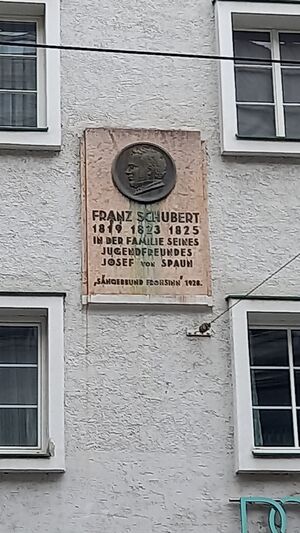 FRANZ SCHUBERT
1819 1823 1825
IN DER FAMILIE SEINES
JUGENDFREUNDES
JOSEF VON SPAUN
„SÄNGERBUND FROHSINN" 1928.